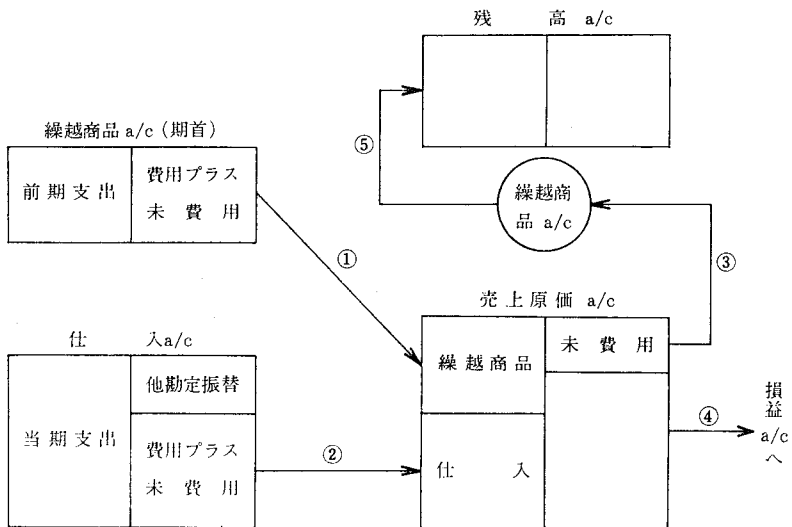 残 高 a/c
繰越商品 a/c (期首)
前期支出
費用プラス
未 費 用
①
⑤
繰越商
品 a/c
③
売上原価 a/c
仕 入a/c
当期支出
他勘定振替
費用プラス
未 費 用
②
繰越商品
仕 入
未 費 用
④
損益a/cへ